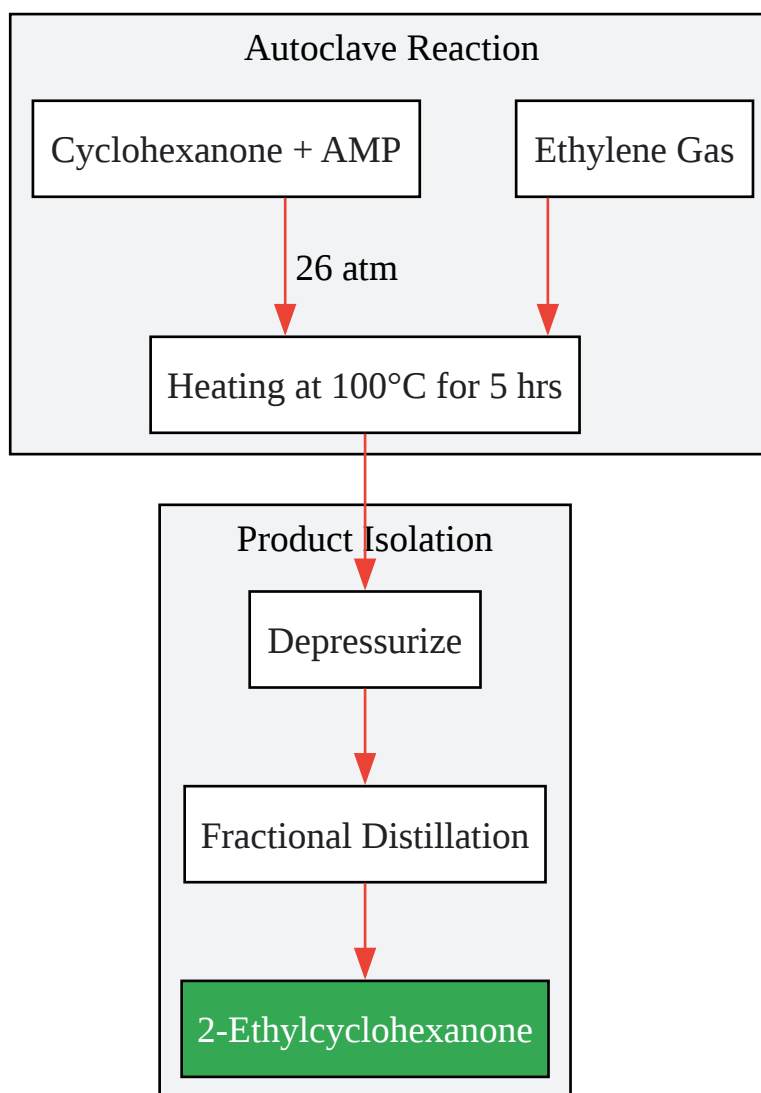 Autoclave Reaction
Cyclohexanone + AMP
Ethylene Gas
26 atm
Heating at 100°C for 5 hrs
Product Isolation
Depressurize
Fractional Distillation
2-Ethylcyclohexanone